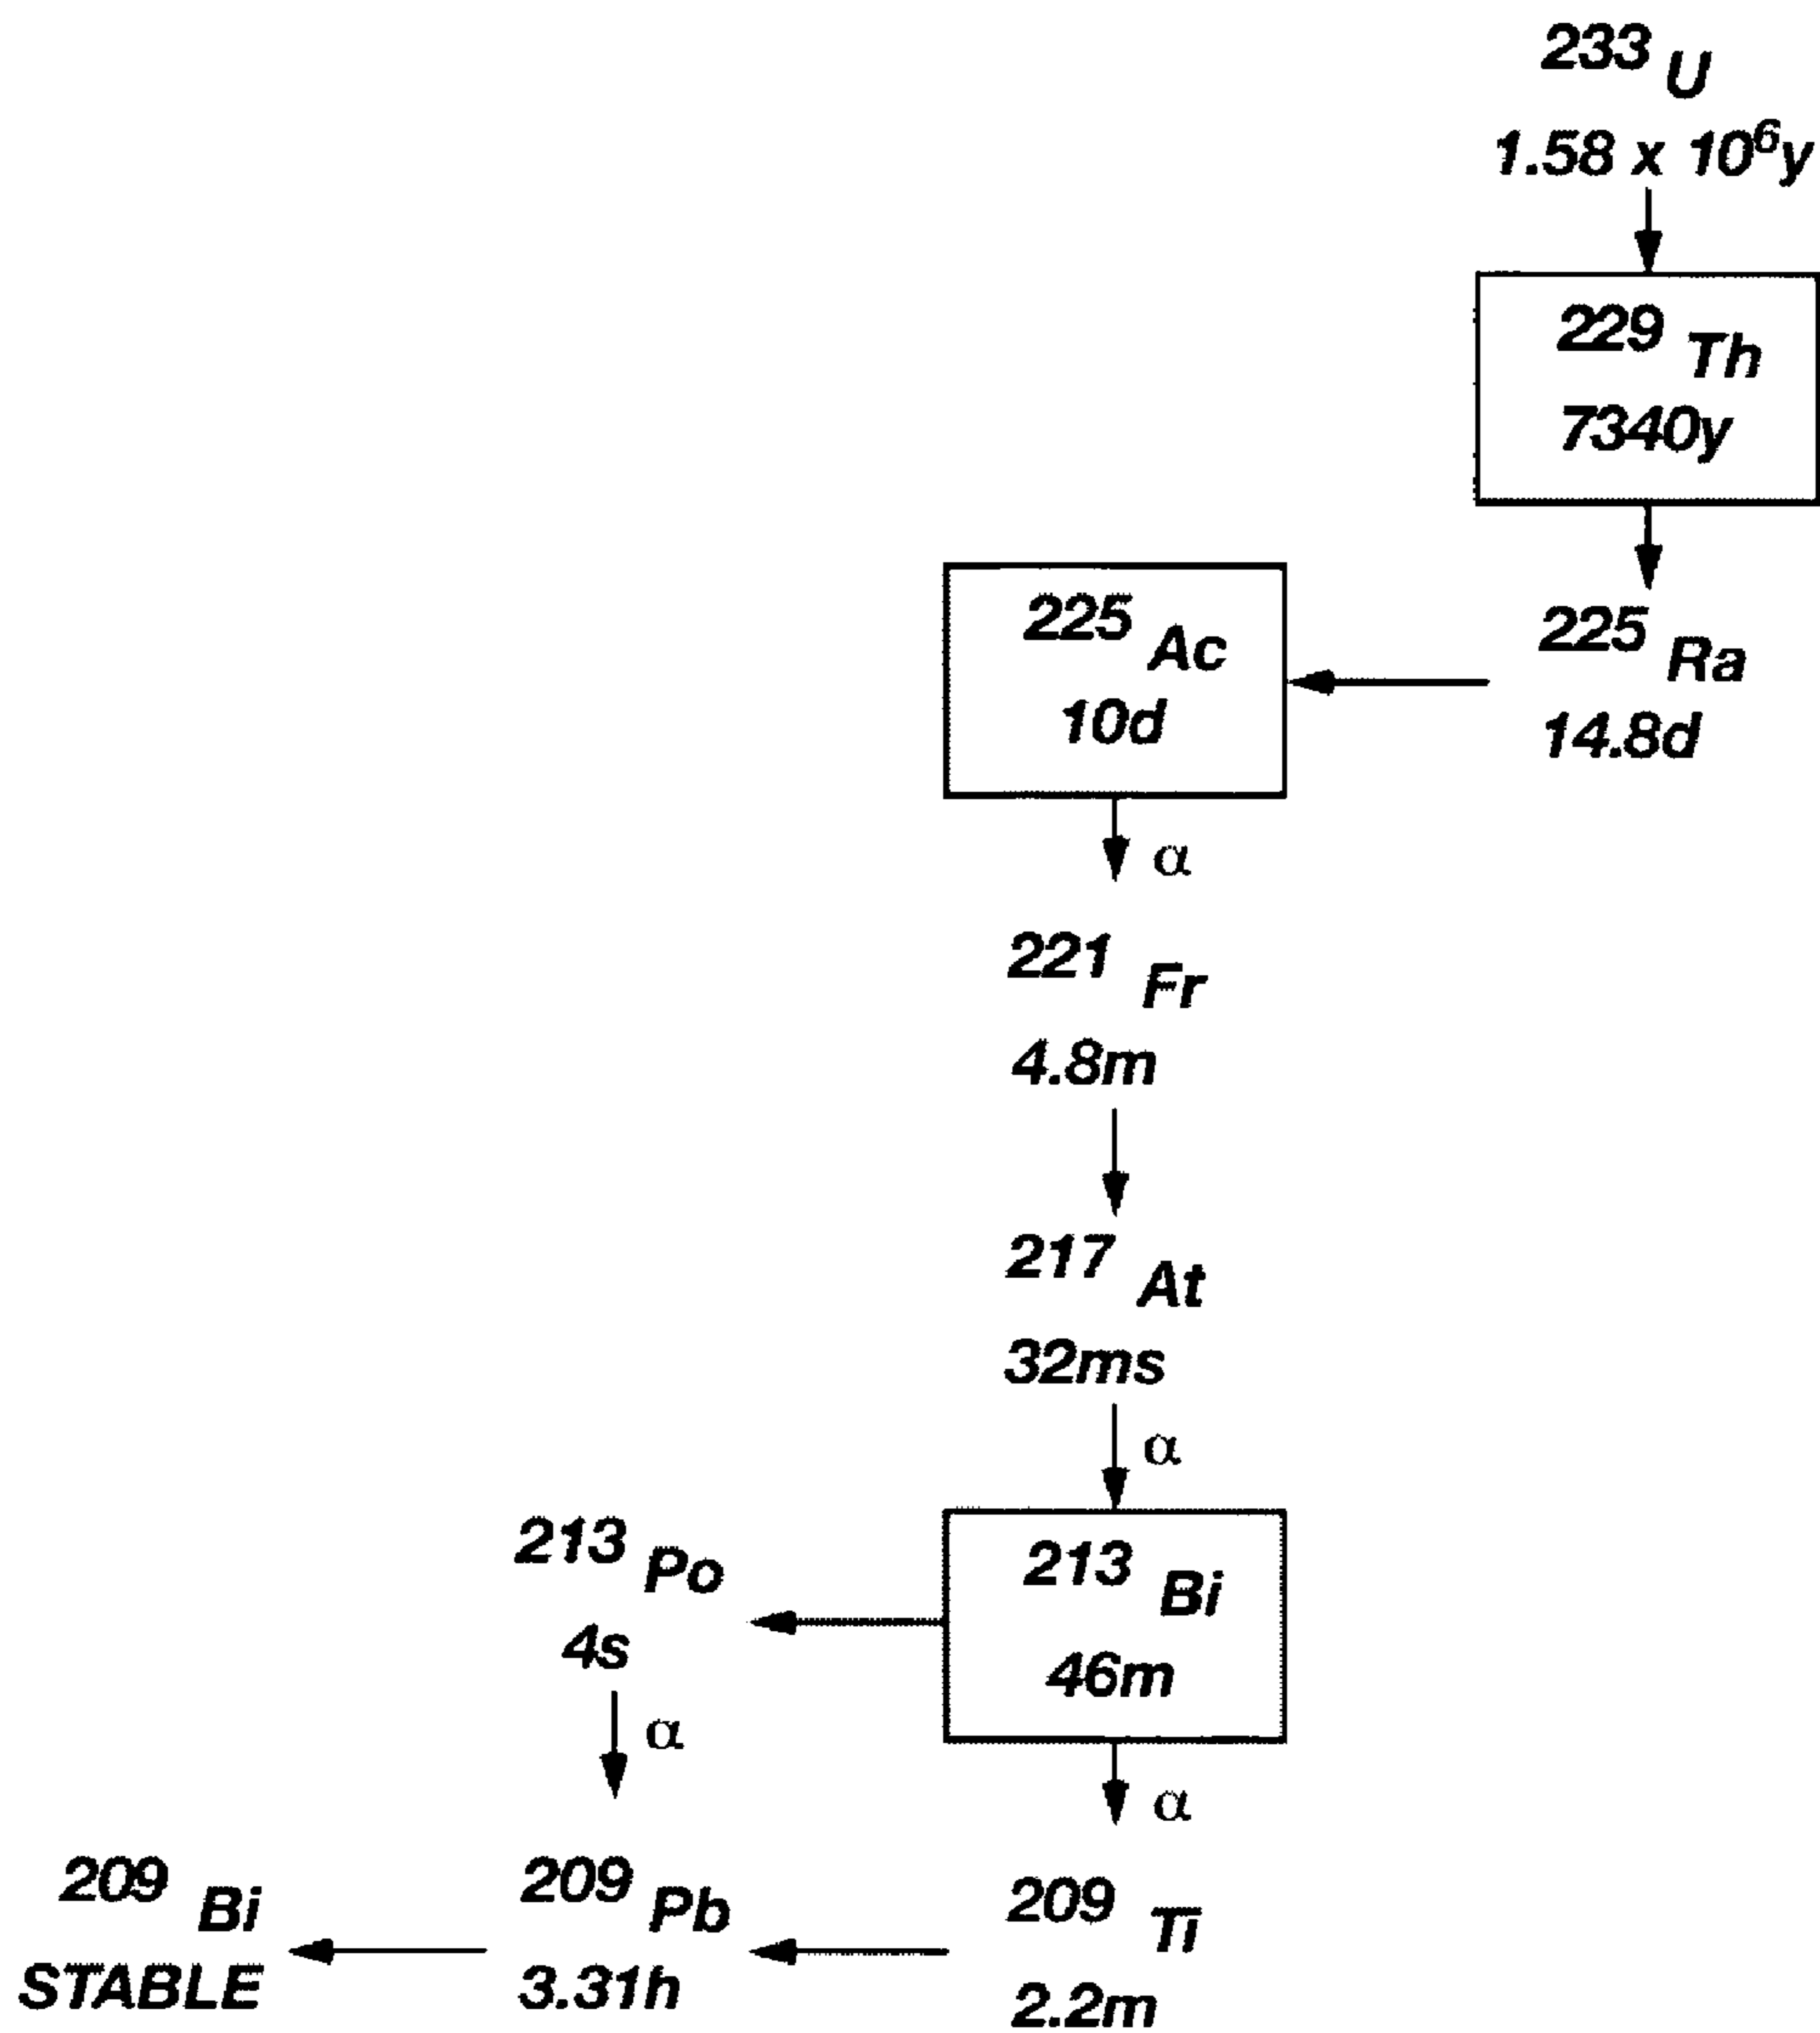 233 U
1.58 x 10⁶y
229 Th
7340y
225 Ac
10d
225 Ra
14.8d
α
221 Fr
4.8m
217 At
32ms
α
213 Po
4s
α
213 Bi
46m
α
209 Bi
STABLE
209 Pb
3.31h
209 Ti
2.2m